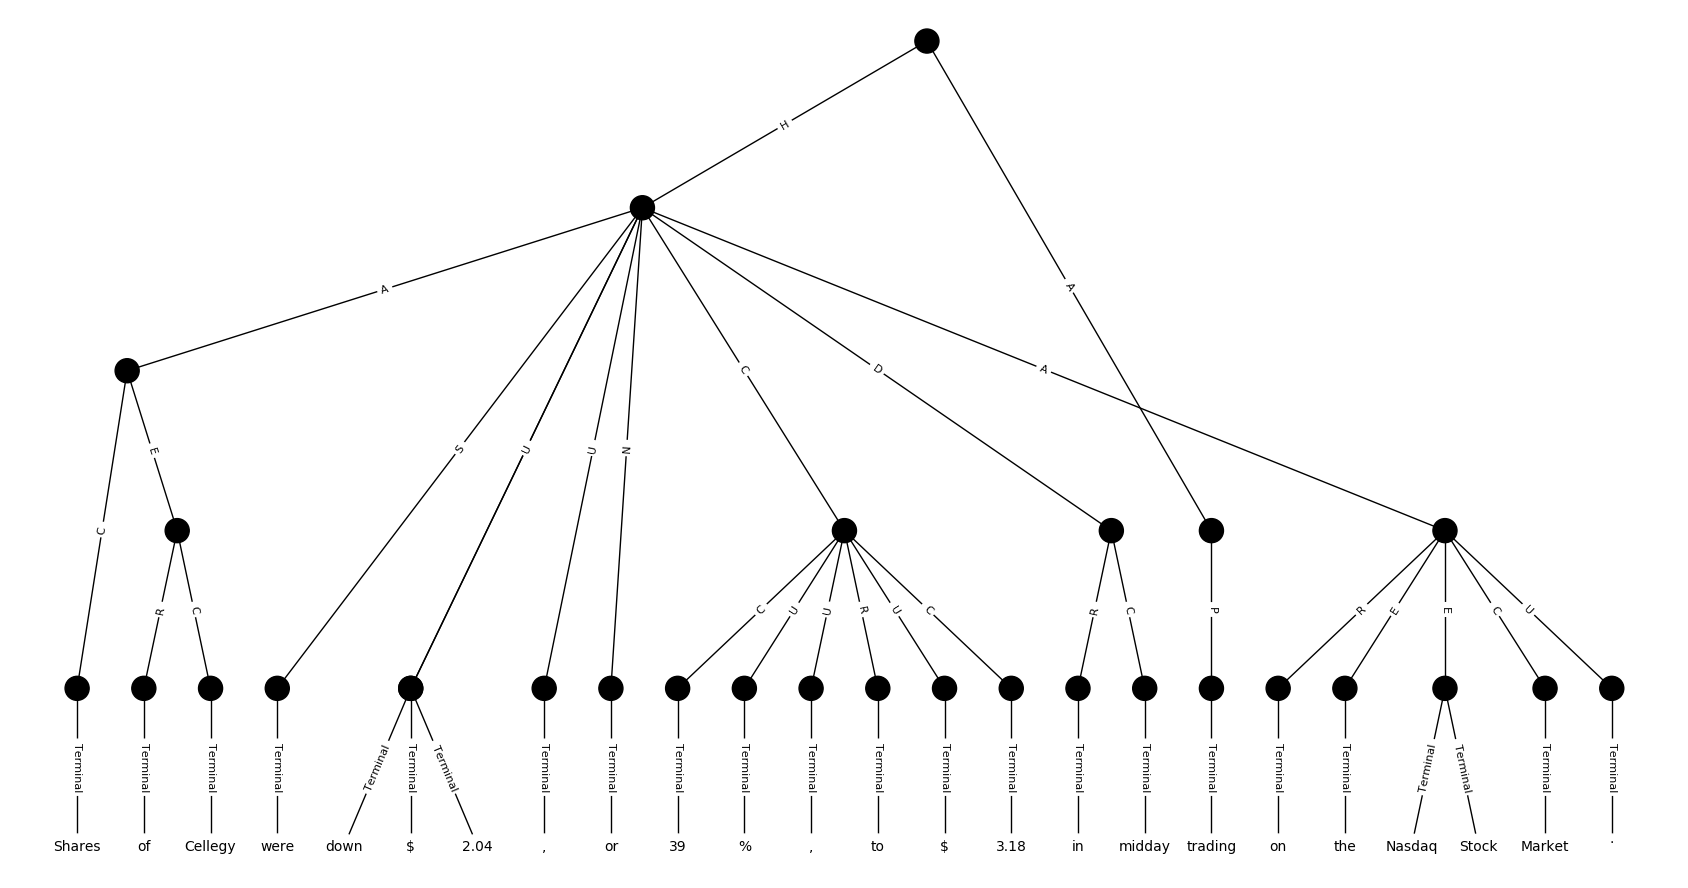 H
A
A
S
U
U
N
C
D
A
C
E
R
C
C
U
U
R
U
C
R
C
P
R
E
E
C
U
Terminal Terminal Terminal Terminal Terminal Terminal Terminal Terminal Terminal Terminal Terminal Terminal Terminal Terminal Terminal Terminal Terminal Terminal Terminal Terminal Terminal Terminal Terminal Terminal
Shares of Cellegy were down $ 2.04 , or 39 % , to $ 3.18 in midday trading on the Nasdaq Stock Market .